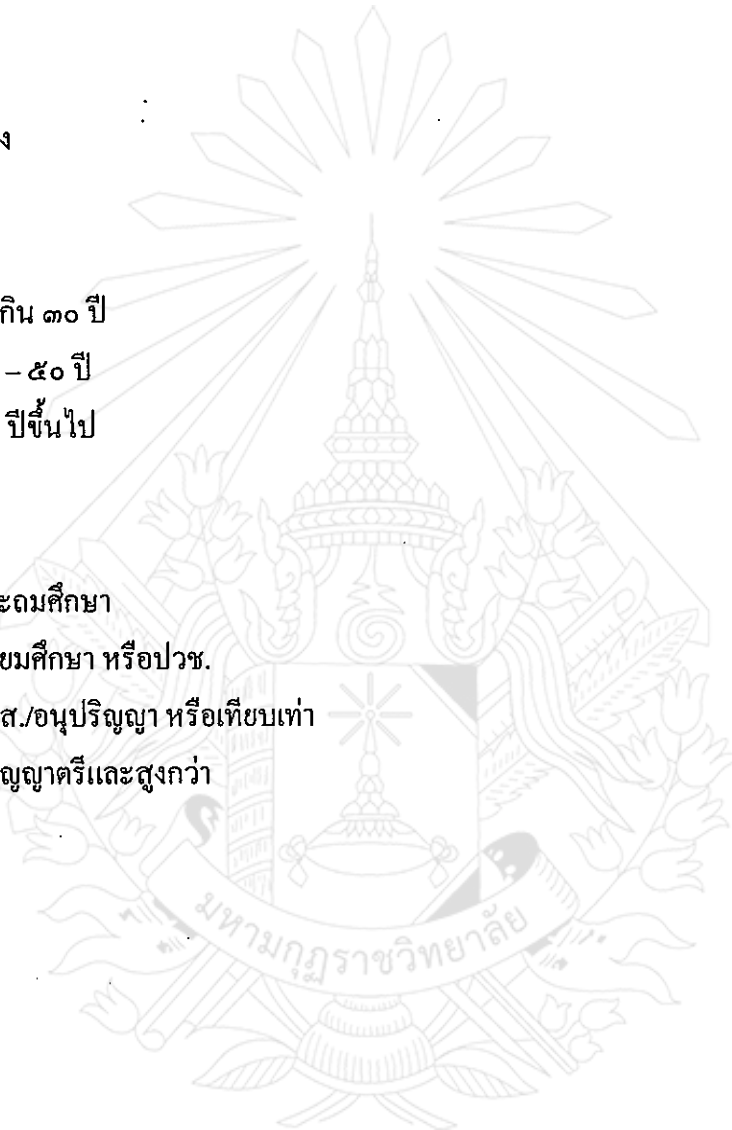 ง
กิน ๓๐ ปี
– ๕๐ ปี
ปีขึ้นไป
ะถมศึกษา
ยมศึกษา หรือปวช.
ส./อนุปริญญา หรือเทียบเท่า
ญญาตรีและสูงกว่า
มหามกุฏราชวิทยาลัย